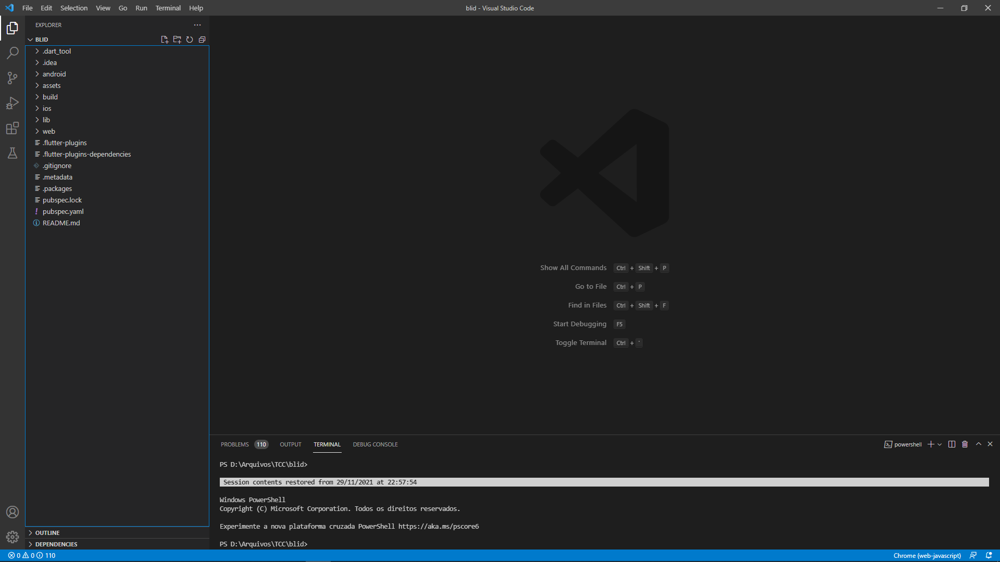 File Edit Selection View Go Run Terminal Help
blid - Visual Studio Code
EXPLORER
BLID
.dart_tool
.idea
android
assets
build
ios
lib
web
.flutter-plugins
.flutter-plugins-dependencies
.gitignore
.metadata
.packages
pubspec.lock
pubspec.yaml
README.md
OUTLINE
DEPENDENCIES
Show All Commands Ctrl + Shift + P
Go to File Ctrl + P
Find in Files Ctrl + Shift + F
Start Debugging F5
Toggle Terminal Ctrl + `
PROBLEMS 110 OUTPUT TERMINAL DEBUG CONSOLE
powershell
PS D:\Arquivos\TCC\blid>
Session contents restored from 29/11/2021 at 22:57:54
Windows PowerShell
Copyright (C) Microsoft Corporation. Todos os direitos reservados.
Experimente a nova plataforma cruzada PowerShell https://aka.ms/pscore6
PS D:\Arquivos\TCC\blid>
0 0 110
Chrome (web-javascript)